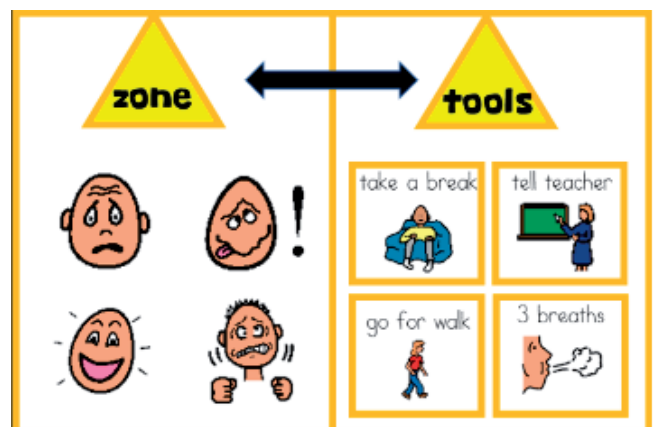 zone
tools
take a break
tell teacher
!
go for walk
3 breaths